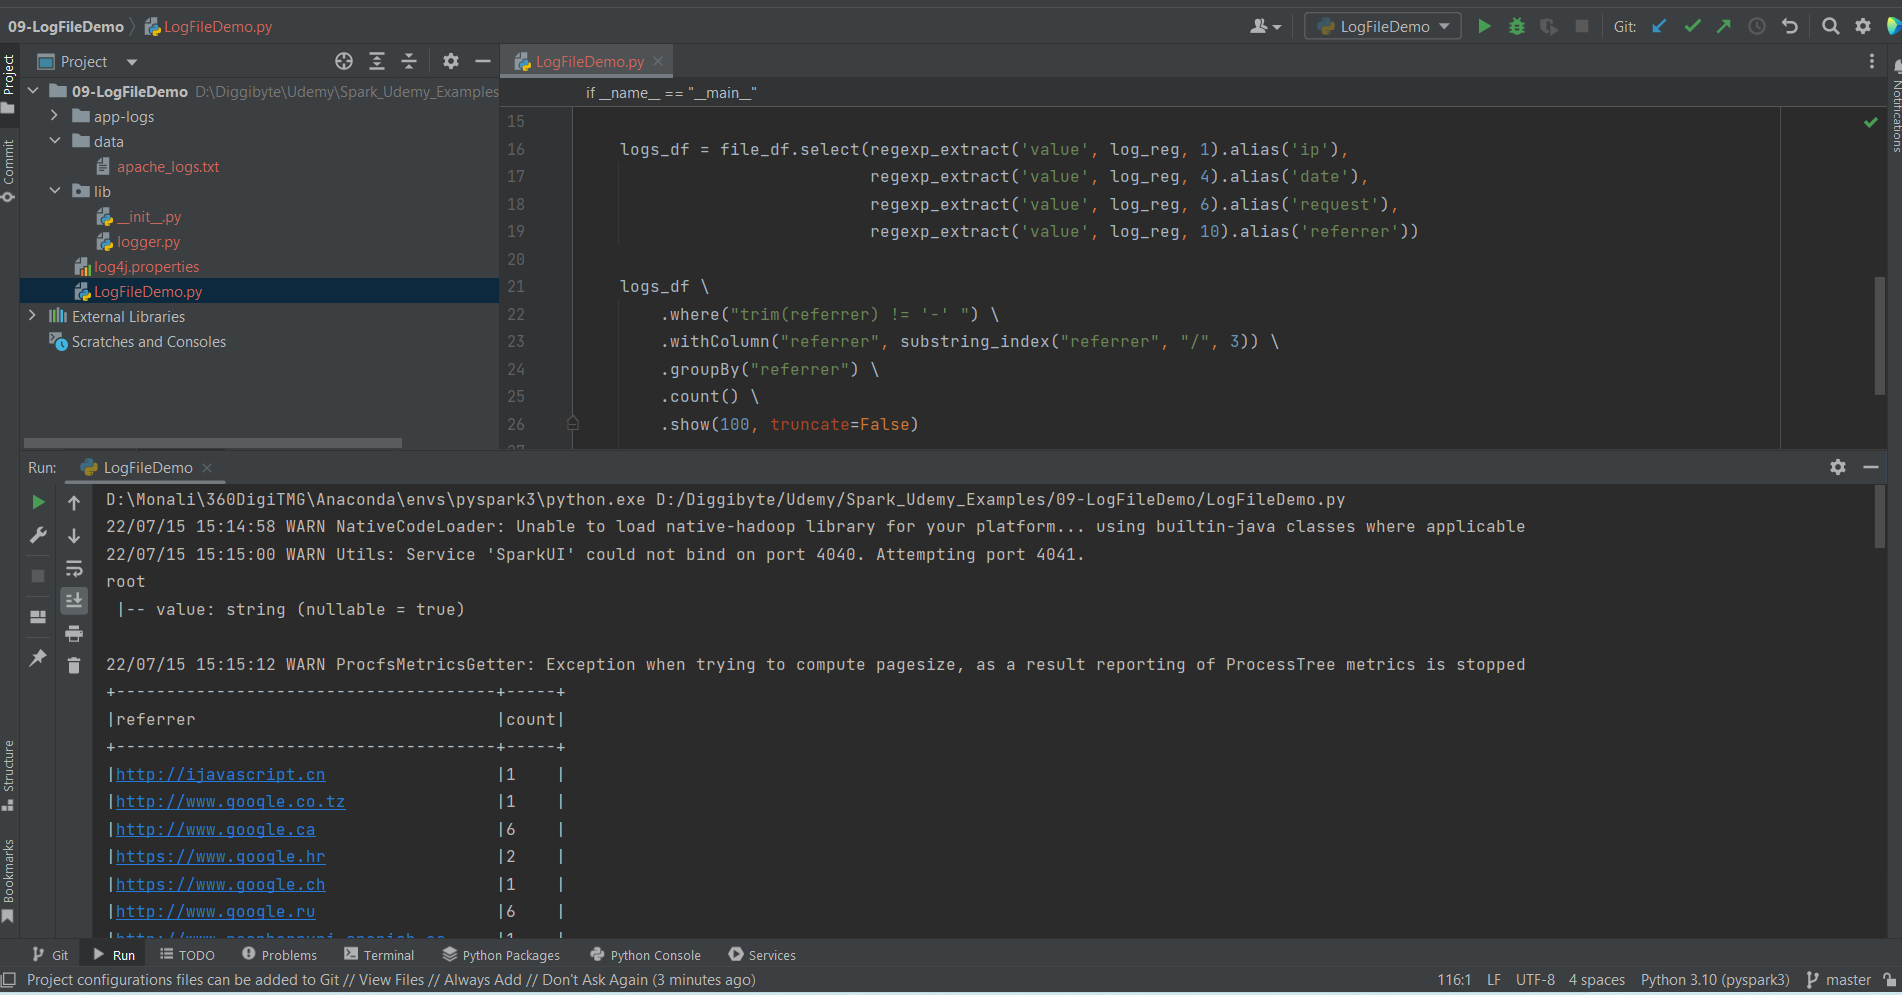 09-LogFileDemo
LogFileDemo.py
LogFileDemo
Git:
Project
Project
Commit
Structure
Bookmarks
Notifications
09-LogFileDemo D:\Diggibyte\Udemy\Spark_Udemy_Examples
app-logs
data
apache_logs.txt
lib
__init__.py
logger.py
log4j.properties
LogFileDemo.py
External Libraries
Scratches and Consoles
LogFileDemo.py
if __name__ == "__main__"
15
16 logs_df = file_df.select(regexp_extract('value', log_reg, 1).alias('ip'),
17 regexp_extract('value', log_reg, 4).alias('date'),
18 regexp_extract('value', log_reg, 6).alias('request'),
19 regexp_extract('value', log_reg, 10).alias('referrer'))
20
21 logs_df \
22 .where("trim(referrer) != '-' ") \
23 .withColumn("referrer", substring_index("referrer", "/", 3)) \
24 .groupBy("referrer") \
25 .count() \
26 .show(100, truncate=False)
Run: LogFileDemo
D:\Monali\360DigiTMG\Anaconda\envs\pyspark3\python.exe D:/Diggibyte/Udemy/Spark_Udemy_Examples/09-LogFileDemo/LogFileDemo.py
22/07/15 15:14:58 WARN NativeCodeLoader: Unable to load native-hadoop library for your platform... using builtin-java classes where applicable
22/07/15 15:15:00 WARN Utils: Service 'SparkUI' could not bind on port 4040. Attempting port 4041.
root
|-- value: string (nullable = true)
22/07/15 15:15:12 WARN ProcfsMetricsGetter: Exception when trying to compute pagesize, as a result reporting of ProcessTree metrics is stopped
+--------------------------------------+-----+
|referrer |count|
+--------------------------------------+-----+
|http://ijavascript.cn |1 |
|http://www.google.co.tz |1 |
|http://www.google.ca |6 |
|https://www.google.hr |2 |
|https://www.google.ch |1 |
|http://www.google.ru |6 |
Git
Run
TODO
Problems
Terminal
Python Packages
Python Console
Services
Project configurations files can be added to Git // View Files // Always Add // Don't Ask Again (3 minutes ago)
116:1 LF UTF-8 4 spaces Python 3.10 (pyspark3) master